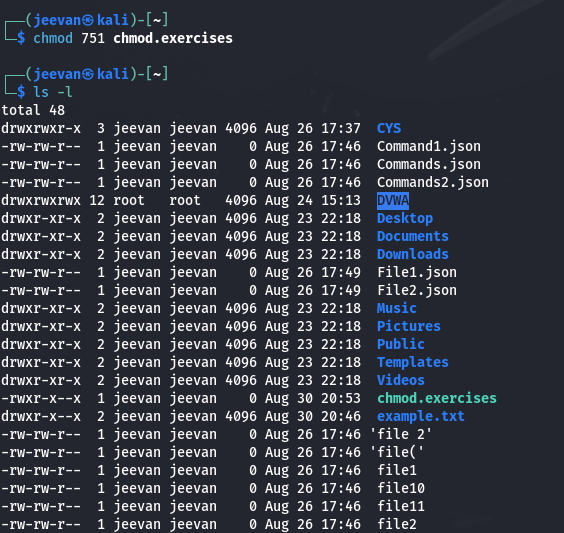 ┌──(jeevan㉿kali)-[~]
└─$ chmod 751 chmod.exercises
┌──(jeevan㉿kali)-[~]
└─$ ls -l
total 48
drwxrwxr-x  3 jeevan jeevan 4096 Aug 26 17:37  CYS
-rw-rw-r--  1 jeevan jeevan    0 Aug 26 17:46  Command1.json
-rw-rw-r--  1 jeevan jeevan    0 Aug 26 17:46  Commands.json
-rw-rw-r--  1 jeevan jeevan    0 Aug 26 17:46  Commands2.json
drwxrwxrwx 12 root   root   4096 Aug 24 15:13  DVWA
drwxr-xr-x  2 jeevan jeevan 4096 Aug 23 22:18  Desktop
drwxr-xr-x  2 jeevan jeevan 4096 Aug 23 22:18  Documents
drwxr-xr-x  2 jeevan jeevan 4096 Aug 23 22:18  Downloads
-rw-rw-r--  1 jeevan jeevan    0 Aug 26 17:49  File1.json
-rw-rw-r--  1 jeevan jeevan    0 Aug 26 17:49  File2.json
drwxr-xr-x  2 jeevan jeevan 4096 Aug 23 22:18  Music
drwxr-xr-x  2 jeevan jeevan 4096 Aug 23 22:18  Pictures
drwxr-xr-x  2 jeevan jeevan 4096 Aug 23 22:18  Public
drwxr-xr-x  2 jeevan jeevan 4096 Aug 23 22:18  Templates
drwxr-xr-x  2 jeevan jeevan 4096 Aug 23 22:18  Videos
-rwxr-x--x  1 jeevan jeevan    0 Aug 30 20:53  chmod.exercises
drwxr-x--x  2 jeevan jeevan 4096 Aug 30 20:46  example.txt
-rw-rw-r--  1 jeevan jeevan    0 Aug 26 17:46 'file 2'
-rw-rw-r--  1 jeevan jeevan    0 Aug 26 17:46 'file('
-rw-rw-r--  1 jeevan jeevan    0 Aug 26 17:46  file1
-rw-rw-r--  1 jeevan jeevan    0 Aug 26 17:46  file10
-rw-rw-r--  1 jeevan jeevan    0 Aug 26 17:46  file11
-rw-rw-r--  1 jeevan jeevan    0 Aug 26 17:46  file2